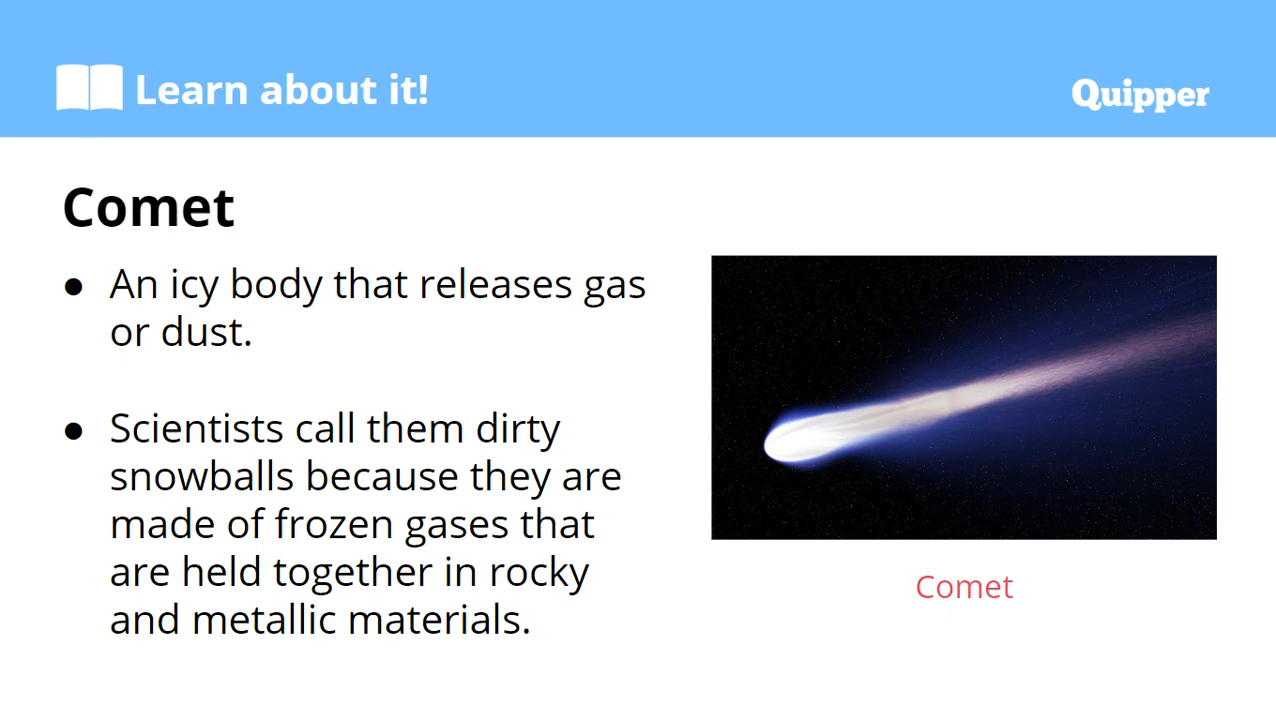 Learn about it!
Quipper
Comet
● An icy body that releases gas
or dust.
● Scientists call them dirty
snowballs because they are
made of frozen gases that
are held together in rocky
and metallic materials.
Comet